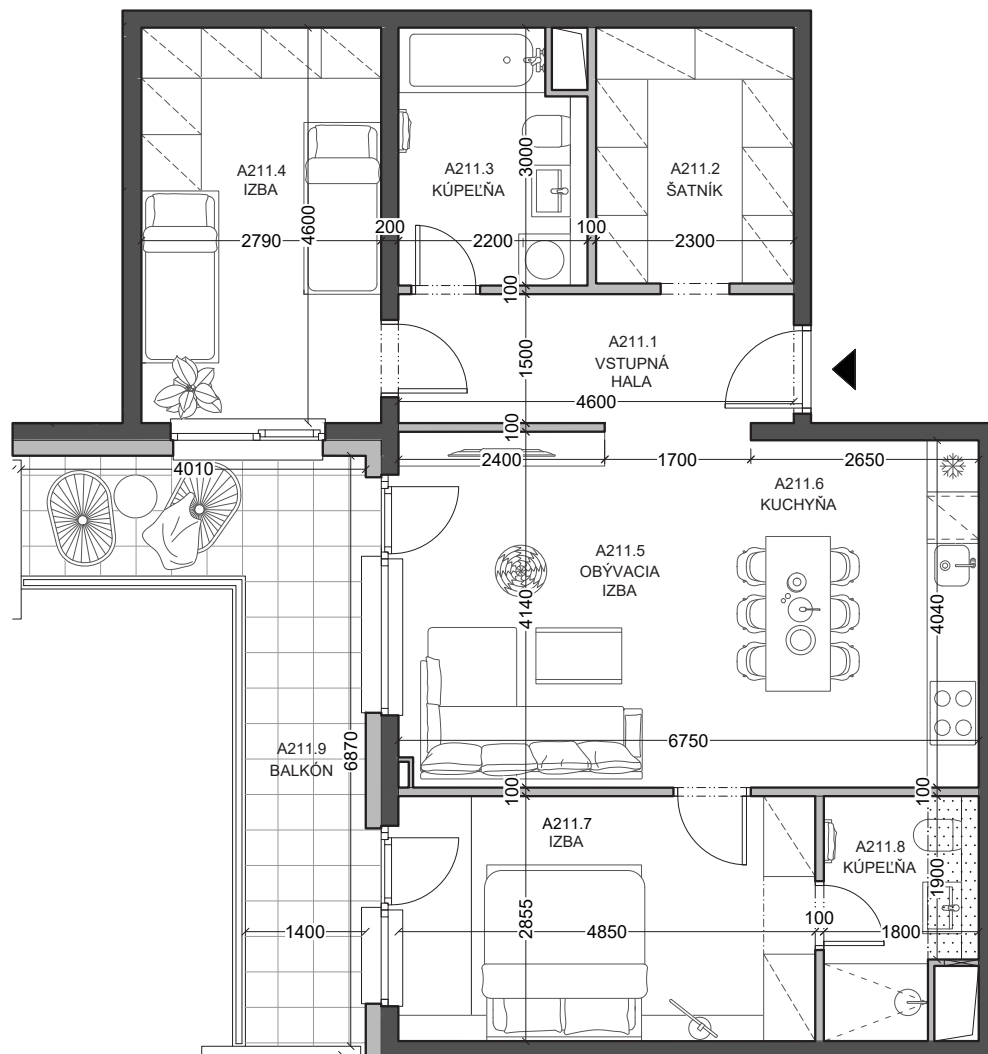 A211.4
IZBA
A211.3
KÚPEĽŇA
A211.2
ŠATNÍK
3000
4600
2790
200
2200
100
2300
100
A211.1
VSTUPNÁ
HALA
1500
4600
100
4010
2400
1700
2650
A211.6
KUCHYŇA
A211.5
OBÝVACIA
IZBA
4140
4040
6750
A211.9
BALKÓN
6870
100
100
A211.7
IZBA
A211.8
KÚPEĽŇA
1900
2855
1400
4850
100
1800